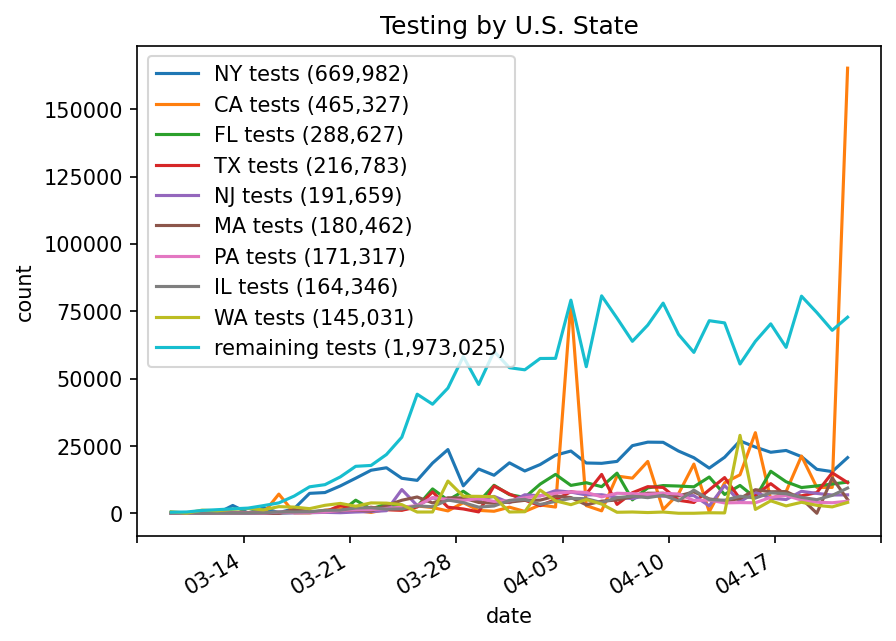 Testing by U.S. State
NY tests (669,982)
CA tests (465,327)
FL tests (288,627)
TX tests (216,783)
NJ tests (191,659)
MA tests (180,462)
PA tests (171,317)
IL tests (164,346)
WA tests (145,031)
remaining tests (1,973,025)
150000
125000
100000
75000
50000
25000
0
count
03-14
03-21
03-28
04-03
04-10
04-17
date